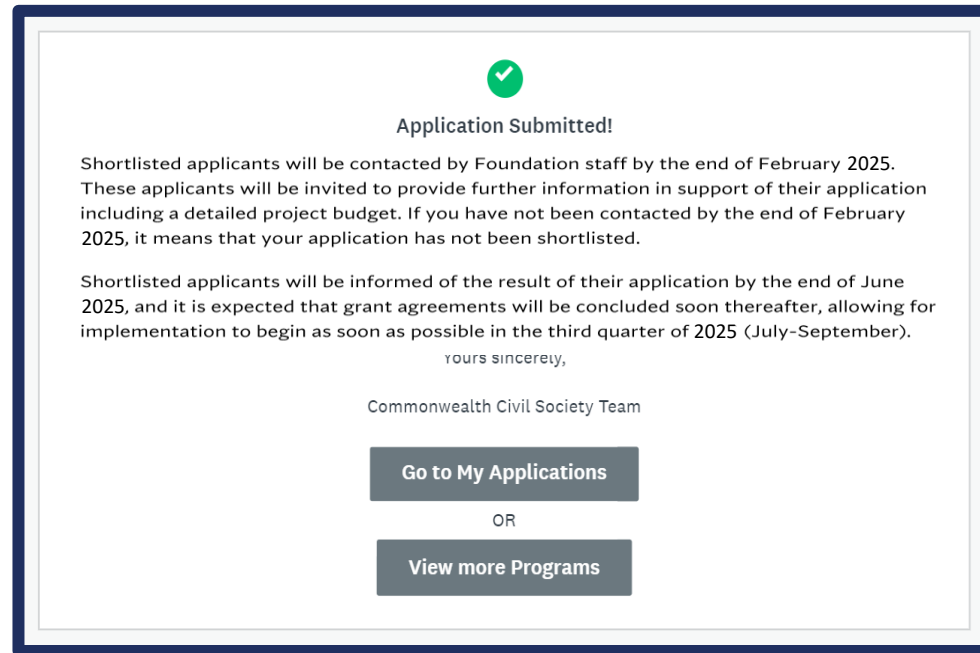 Application Submitted!
Shortlisted applicants will be contacted by Foundation staff by the end of February 2025.
These applicants will be invited to provide further information in support of their application
including a detailed project budget. If you have not been contacted by the end of February
2025, it means that your application has not been shortlisted.
Shortlisted applicants will be informed of the result of their application by the end of June
2025, and it is expected that grant agreements will be concluded soon thereafter, allowing for
implementation to begin as soon as possible in the third quarter of 2025 (July-September).
Yours sincerely,
Commonwealth Civil Society Team
Go to My Applications
OR
View more Programs